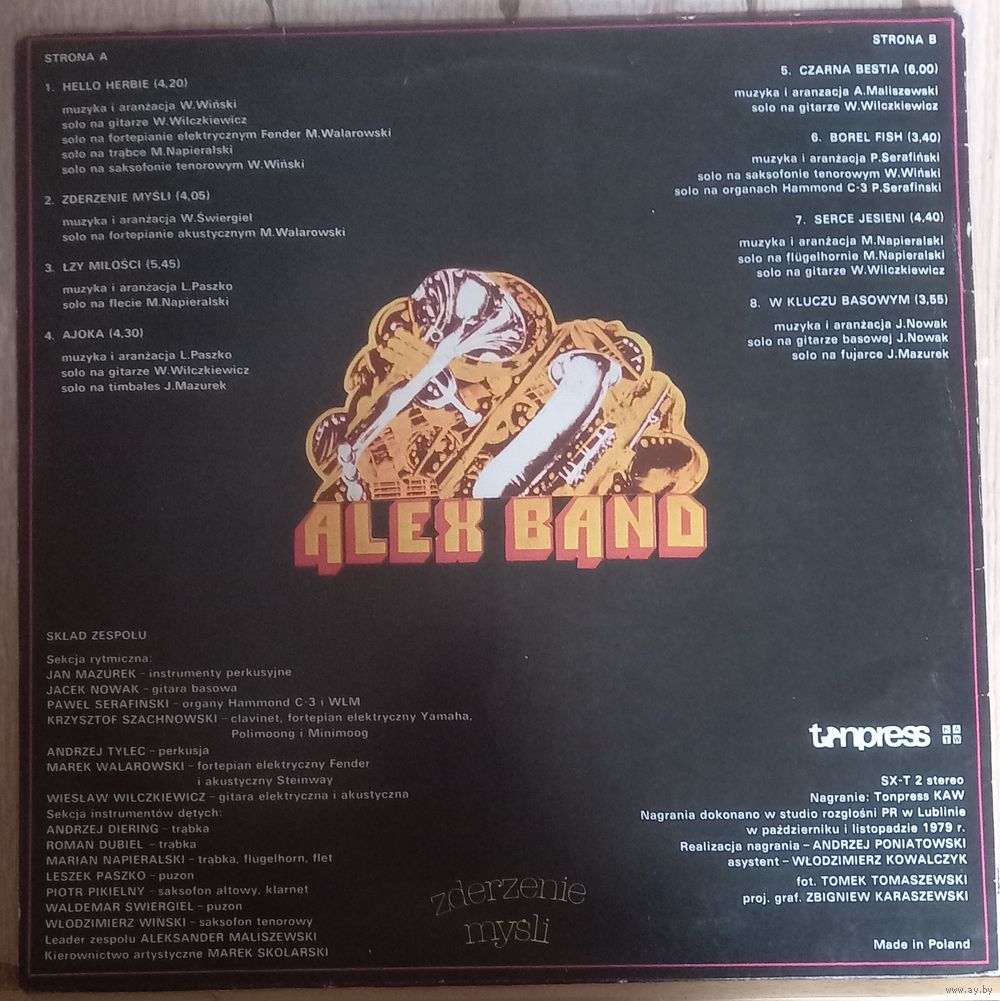 STRONA A
1. HELLO HERBIE (4,20)
muzyka i aranżacja W.Wiński
solo na gitarze W.Wilczkiewicz
solo na fortepianie elektrycznym Fender M.Walarowski
solo na trąbce M.Napieralski
solo na saksofonie tenorowym W.Wiński
2. ZDERZENIE MYŚLI (4,05)
muzyka i aranżacja W.Świergiel
solo na fortepianie akustycznym M.Walarowski
3. ŁZY MIŁOŚCI (5,45)
muzyka i aranżacja L.Paszko
solo na flecie M.Napieralski
4. AJOKA (4,30)
muzyka i aranżacja L.Paszko
solo na gitarze W.Wilczkiewicz
solo na timbales J.Mazurek
STRONA B
5. CZARNA BESTIA (6,00)
muzyka i aranzacja A.Maliszewski
solo na gitarze W.Wilczkiewicz
6. BOREL FISH (3,40)
muzyka i aranżacja P.Serafiński
solo na saksofonie tenorowym W.Wiński
solo na organach Hammond C-3 P.Serafiński
7. SERCE JESIENI (4,40)
muzyka i aranżacja M.Napieralski
solo na flügelhornie M.Napieralski
solo na gitarze W.Wilczkiewicz
8. W KLUCZU BASOWYM (3,55)
muzyka i aranżacja J.Nowak
solo na gitarze basowej J.Nowak
solo na fujarce J.Mazurek
ALEX BAND
SKŁAD ZESPOŁU
Sekcja rytmiczna:
JAN MAZUREK – instrumenty perkusyjne
JACEK NOWAK – gitara basowa
PAWEŁ SERAFIŃSKI – organy Hammond C-3 i WLM
KRZYSZTOF SZACHNOWSKI – clavinet, fortepian elektryczny Yamaha,
Polimoong i Minimoog
ANDRZEJ TYLEC – perkusja
MAREK WALAROWSKI – fortepian elektryczny Fender
i akustyczny Steinway
WIESŁAW WILCZKIEWICZ – gitara elektryczna i akustyczna
Sekcja instrumentów dętych:
ANDRZEJ DIERING – trąbka
ROMAN DUBIEL – trąbka
MARIAN NAPIERALSKI – trąbka, flugelhorn, flet
LESZEK PASZKO – puzon
PIOTR PIKIELNY – saksofon altowy, klarnet
WALDEMAR ŚWIERGIEL – puzon
WŁODZIMIERZ WIŃSKI – saksofon tenorowy
Leader zespołu ALEKSANDER MALISZEWSKI
Kierownictwo artystyczne MAREK SKOLARSKI
zderzenie
myśli
tonpress KAW
SX-T 2 stereo
Nagranie: Tonpress KAW
Nagrania dokonano w studio rozgłośni PR w Lublinie
w październiku i listopadzie 1979 r.
Realizacja nagrania – ANDRZEJ PONIATOWSKI
asystent – WŁODZIMIERZ KOWALCZYK
fot. TOMEK TOMASZEWSKI
proj. graf. ZBIGNIEW KARASZEWSKI
Made in Poland
www.ay.by